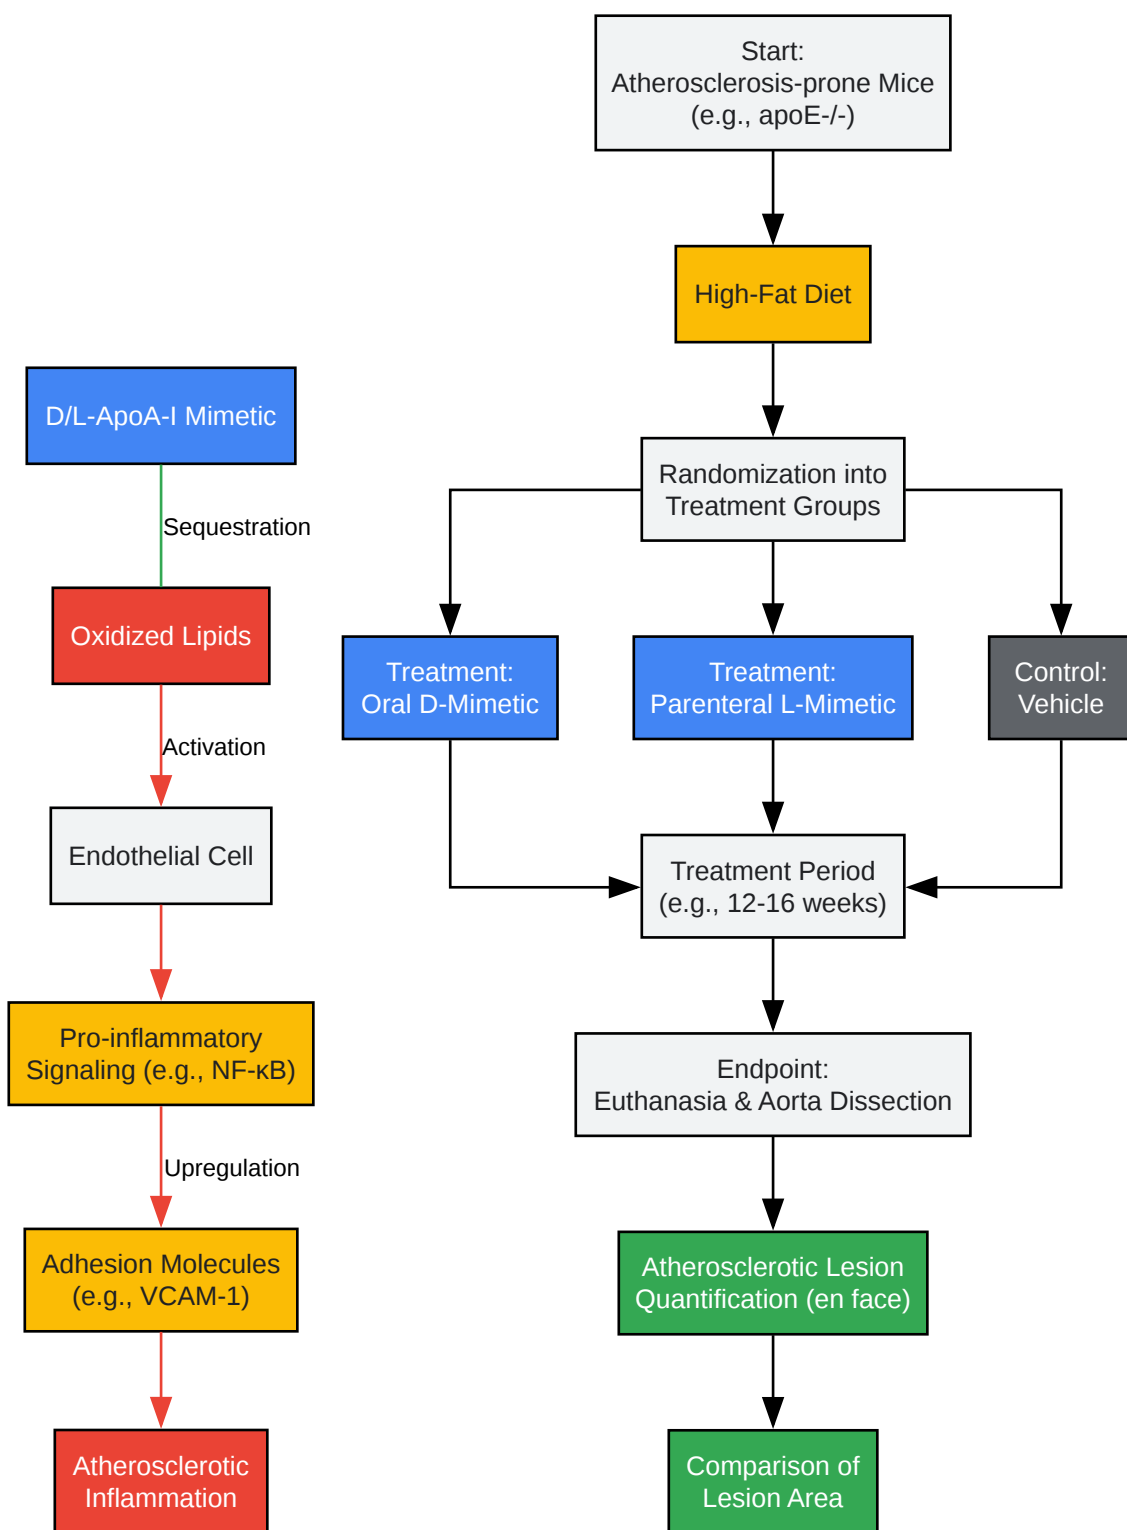 D/L-ApoA-I Mimetic
Sequestration
Oxidized Lipids
Activation
Endothelial Cell
Pro-inflammatory
Signaling (e.g., NF-κB)
Upregulation
Adhesion Molecules
(e.g., VCAM-1)
Atherosclerotic
Inflammation
Start:
Atherosclerosis-prone Mice
(e.g., apoE-/-)
High-Fat Diet
Randomization into
Treatment Groups
Treatment:
Oral D-Mimetic
Treatment:
Parenteral L-Mimetic
Control:
Vehicle
Treatment Period
(e.g., 12-16 weeks)
Endpoint:
Euthanasia & Aorta Dissection
Atherosclerotic Lesion
Quantification (en face)
Comparison of
Lesion Area